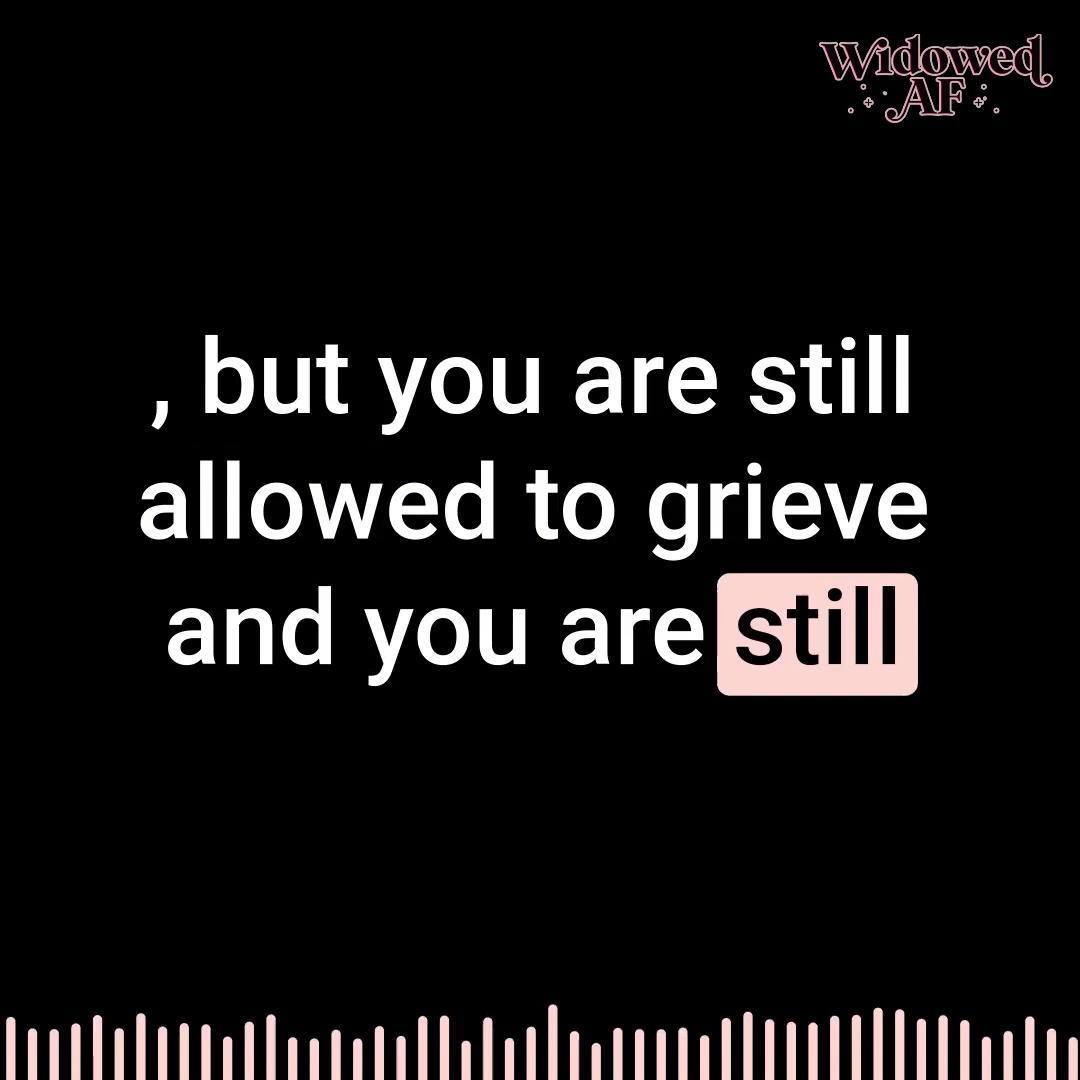 Widowed
AF
, but you are still
allowed to grieve
and you are still